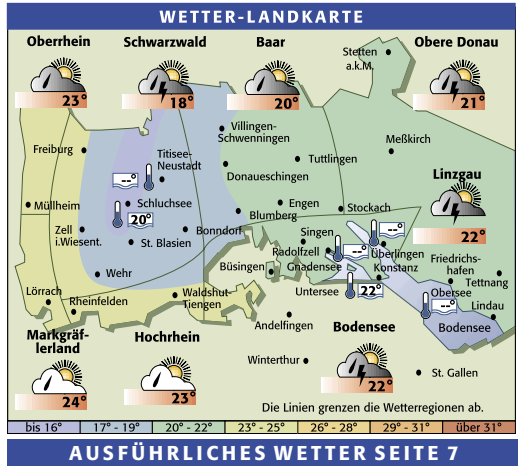 WETTER-LANDKARTE
Oberrhein
23°
Schwarzwald
18°
Baar
20°
Stetten
a.k.M.
Obere Donau
21°
Villingen-
Schwenningen
Freiburg
Titisee-
Neustadt
Tuttlingen
Meßkirch
Donaueschingen
--°
Linzgau
22°
Müllheim
Schluchsee
20°
Engen
Blumberg
Stockach
Zell
i.Wiesent.
St. Blasien
Bonndorf
Singen
--°
Radolfzell
--°
Überlingen
Büsingen
Gnadensee
Konstanz
Friedrichs-
hafen
Wehr
Tettnang
Lörrach
Rheinfelden
Waldshut-
Tiengen
Untersee
22°
Obersee
--°
Lindau
Bodensee
Andelfingen
Markgräf-
lerland
24°
Hochrhein
23°
Bodensee
22°
Winterthur
St. Gallen
Die Linien grenzen die Wetterregionen ab.
bis 16° 17° - 19° 20° - 22° 23° - 25° 26° - 28° 29° - 31° über 31°
AUSFÜHRLICHES WETTER SEITE 7